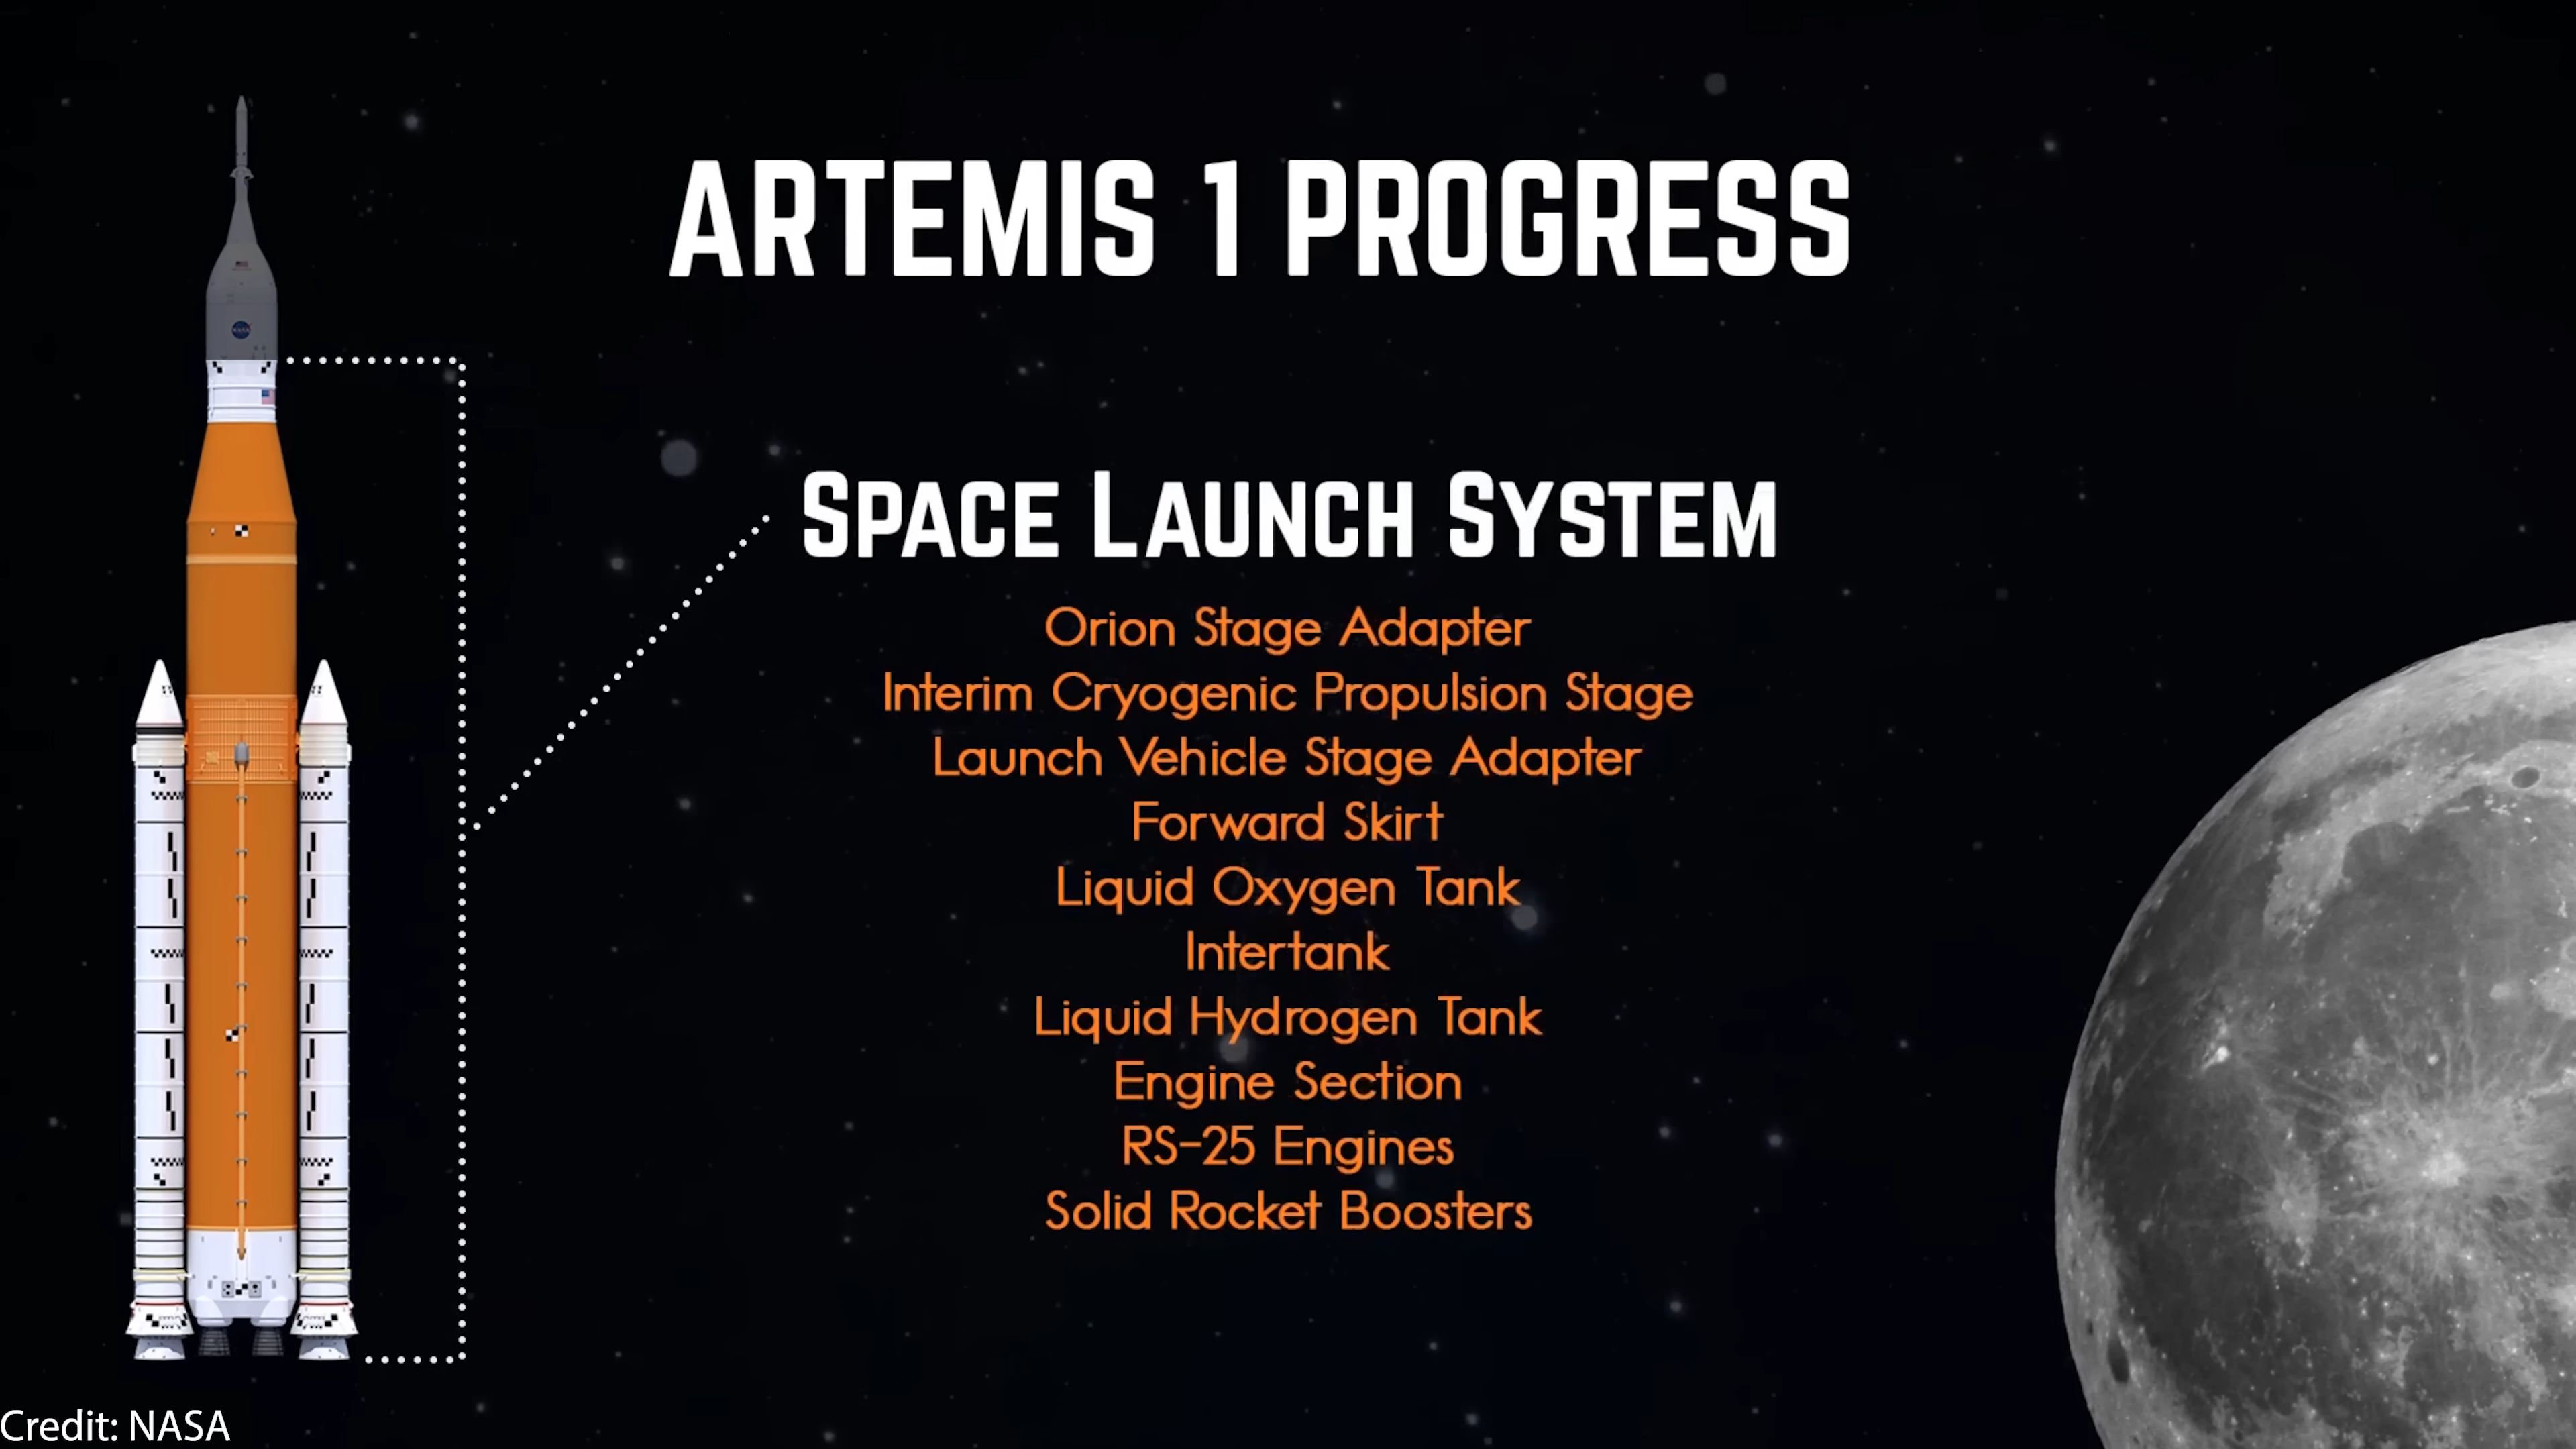 ARTEMIS 1 PROGRESS
SPACE LAUNCH SYSTEM
Orion Stage Adapter
Interim Cryogenic Propulsion Stage
Launch Vehicle Stage Adapter
Forward Skirt
Liquid Oxygen Tank
Intertank
Liquid Hydrogen Tank
Engine Section
RS-25 Engines
Solid Rocket Boosters
NASA
Credit: NASA